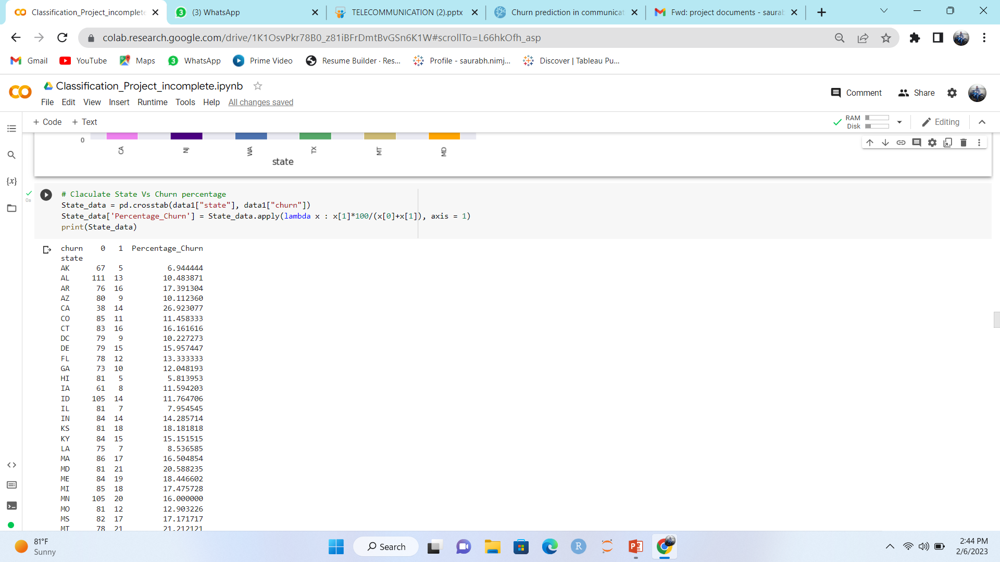 Classification_Project_incomplete
(3) WhatsApp
TELECOMMUNICATION (2).pptx
Churn prediction in communicat
Fwd: project documents - saurab
colab.research.google.com/drive/1K1OsvPkr78B0_z81iBFrDmtBvGSn6K1W#scrollTo=L66hkOfh_asp
Gmail
YouTube
Maps
WhatsApp
Prime Video
Resume Builder · Res...
Profile - saurabh.nimj...
Discover | Tableau Pu...
Classification_Project_incomplete.ipynb
Comment
Share
File Edit View Insert Runtime Tools Help All changes saved
+ Code + Text
RAM
Disk
Editing
0
CA NJ WA TX MT MD
state
0s
# Claculate State Vs Churn percentage
State_data = pd.crosstab(data1["state"], data1["churn"])
State_data['Percentage_Churn'] = State_data.apply(lambda x : x[1]*100/(x[0]+x[1]), axis = 1)
print(State_data)
churn 0 1 Percentage_Churn
state
AK 67 5 6.944444
AL 111 13 10.483871
AR 76 16 17.391304
AZ 80 9 10.112360
CA 38 14 26.923077
CO 85 11 11.458333
CT 83 16 16.161616
DC 79 9 10.227273
DE 79 15 15.957447
FL 78 12 13.333333
GA 73 10 12.048193
HI 81 5 5.813953
IA 61 8 11.594203
ID 105 14 11.764706
IL 81 7 7.954545
IN 84 14 14.285714
KS 81 18 18.181818
KY 84 15 15.151515
LA 75 7 8.536585
MA 86 17 16.504854
MD 81 21 20.588235
ME 84 19 18.446602
MI 85 18 17.475728
MN 105 20 16.000000
MO 81 12 12.903226
MS 82 17 17.171717
MT 78 21 21.212121
81°F
Sunny
Search
2:44 PM
2/6/2023